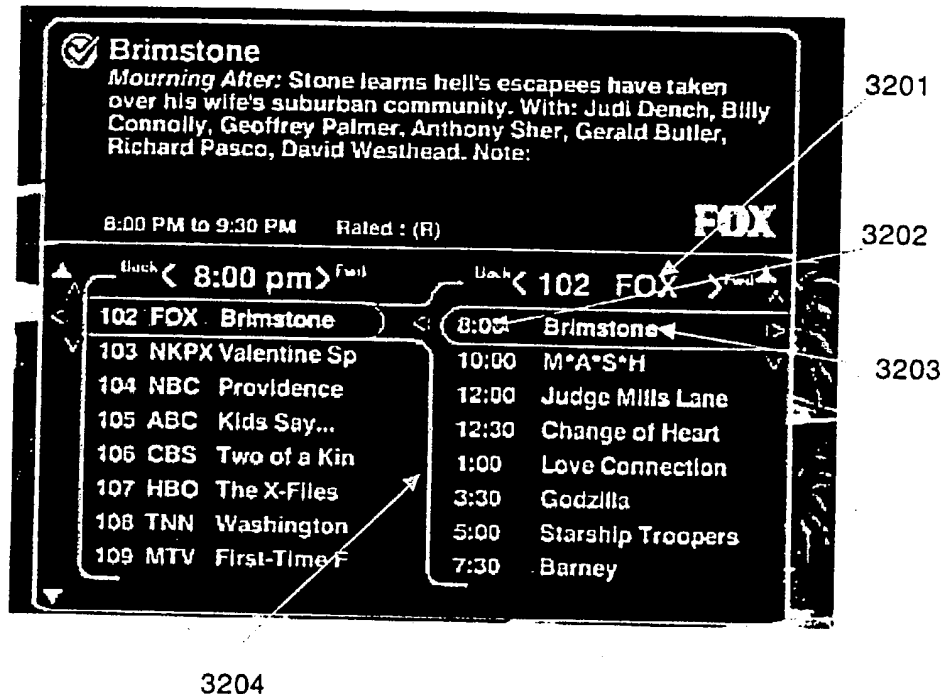 Brimstone
Mourning After: Stone learns hell's escapees have taken
over his wife's suburban community. With: Judi Dench, Billy
Connolly, Geoffrey Palmer, Anthony Sher, Gerald Butler,
Richard Pasco, David Westhead. Note:
8:00 PM to 9:30 PM Rated : (R)
FOX
Back < 8:00 pm > Fwd
102 FOX Brimstone
103 NKPX Valentine Sp
104 NBC Providence
105 ABC Kids Say...
106 CBS Two of a Kin
107 HBO The X-Files
108 TNN Washington
109 MTV First-Time F
Back < 102 FOX > Fwd
8:00 Brimstone
10:00 M*A*S*H
12:00 Judge Mills Lane
12:30 Change of Heart
1:00 Love Connection
3:30 Godzilla
5:00 Starship Troopers
7:30 Barney
3201
3202
3203
3204